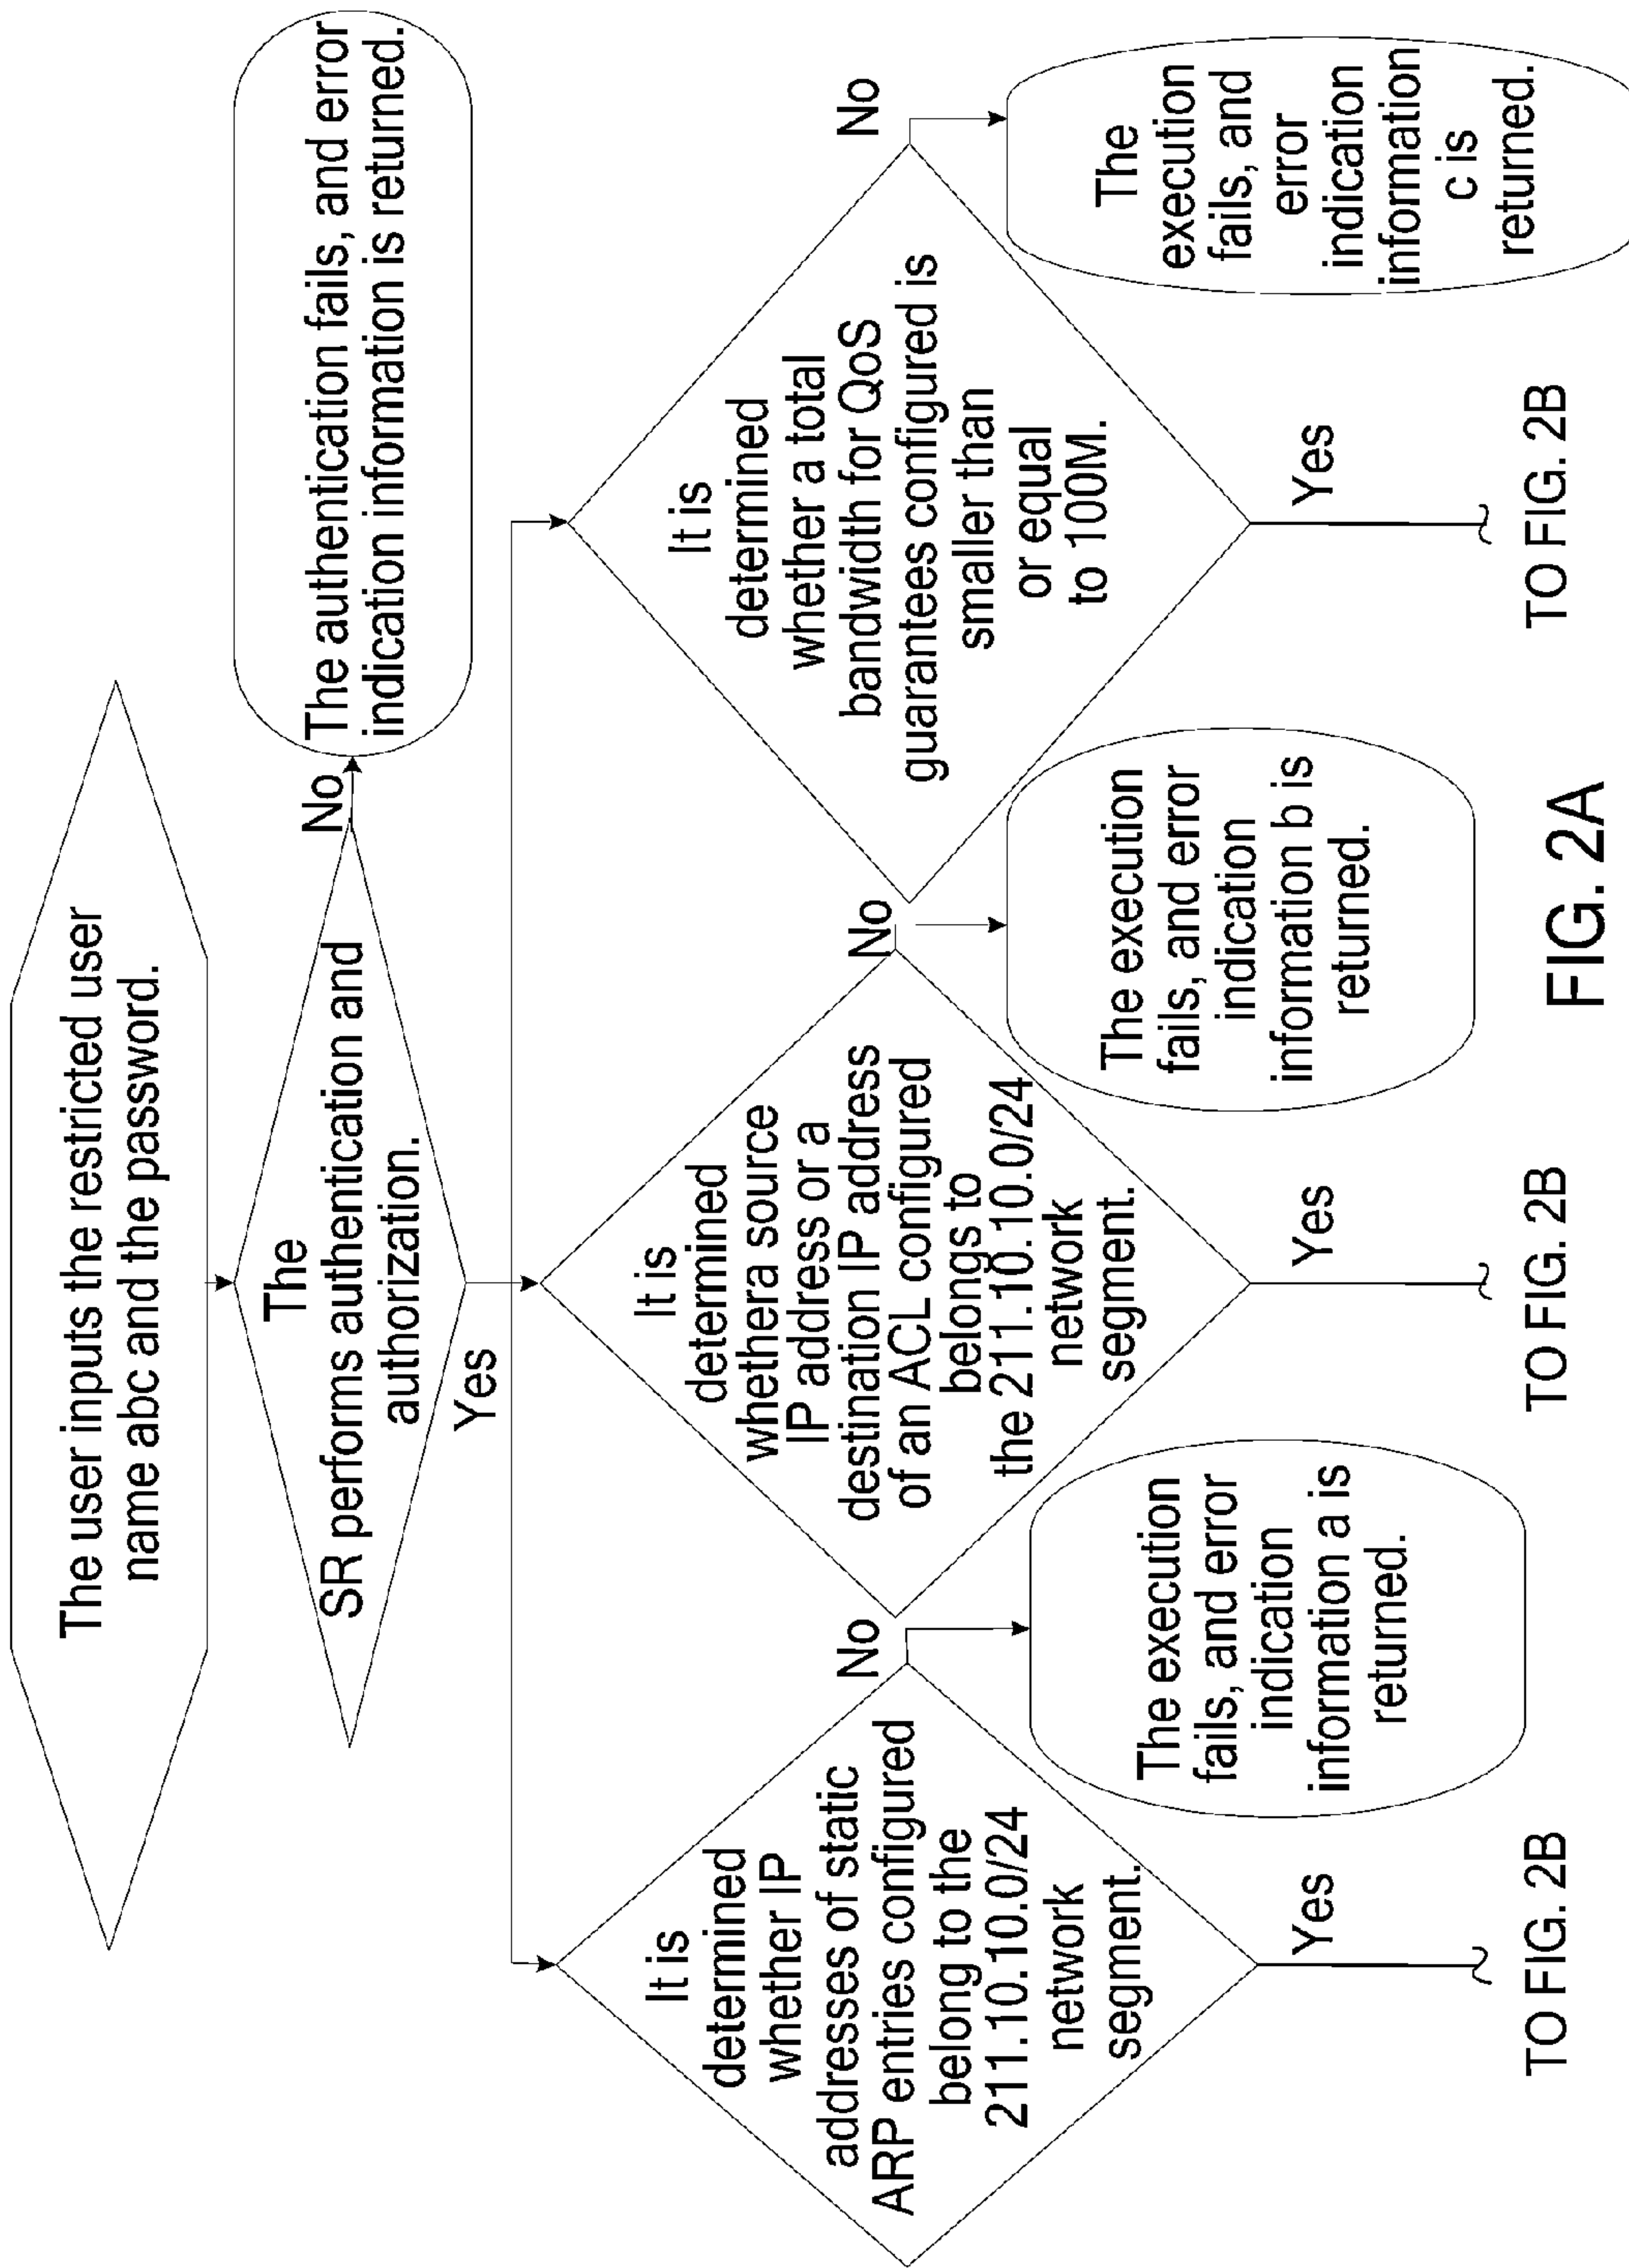 The user inputs the restricted user
name abc and the password.
The
SR performs authentication and
authorization.
No
The authentication fails, and error
indication information is returned.
Yes
It is
determined
whether IP
addresses of static
ARP entries configured
belong to the
211.10.10.0/24
network
segment.
No
The execution
fails, and error
indication
information a is
returned.
Yes
TO FIG. 2B
It is
determined
whethera source
IP address or a
destination IP address
of an ACL configured
belongs to
the 211.10.10.0/24
network
segment.
No
The execution
fails, and error
indication
information b is
returned.
Yes
TO FIG. 2B
It is
determined
whether a total
bandwidth for QoS
guarantees configured is
smaller than
or equal
to 100M.
No
The
execution
fails, and
error
indication
information
c is
returned.
Yes
TO FIG. 2B
FIG. 2A